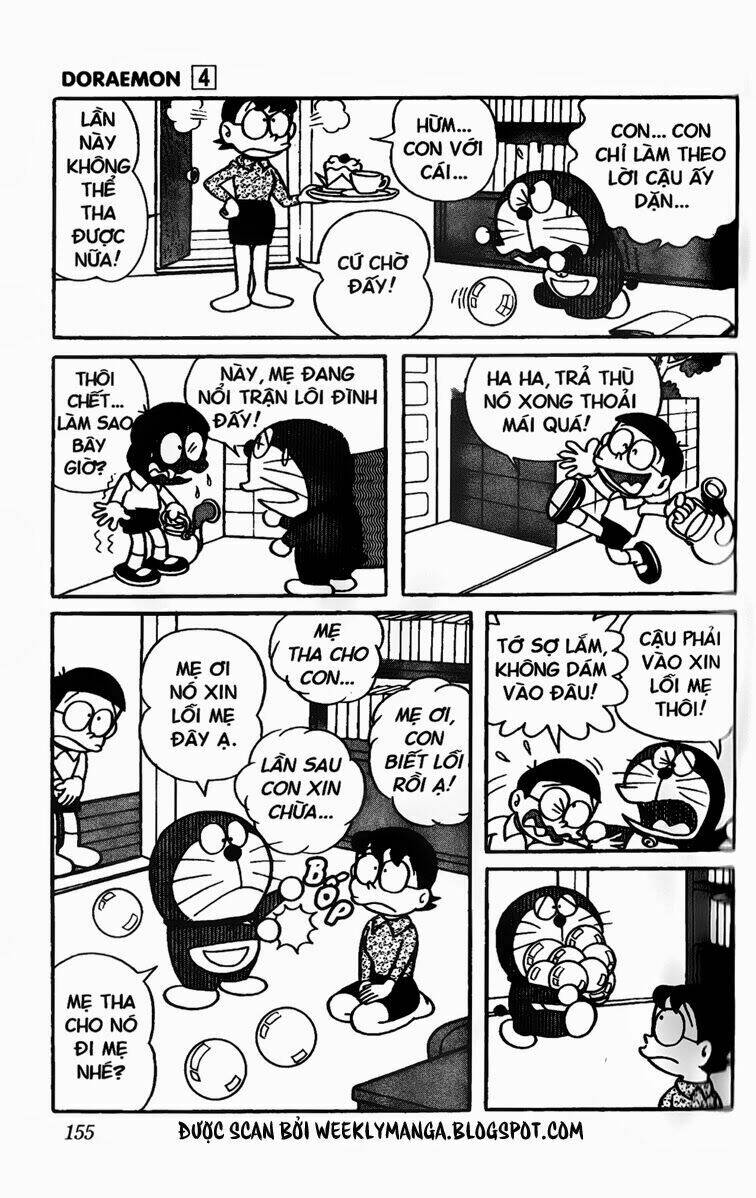 DORAEMON 4
CON... CON
CHỈ LÀM THEO
LỜI CẬU ẤY
DẶN...
HỪM...
CON VỚI
CÁI...
CỨ CHỜ
ĐẤY!
LẦN
NÀY
KHÔNG
THỂ
THA
ĐƯỢC
NỮA!
HA HA, TRẢ THÙ
NÓ XONG THOẢI
MÁI QUÁ!
NÀY, MẸ ĐANG
NỔI TRẬN LÔI ĐÌNH
ĐẤY!
THÔI
CHẾT...
LÀM SAO
BÂY
GIỜ?
CẬU PHẢI
VÀO XIN
LỖI MẸ
THÔI!
TỚ SỢ LẮM,
KHÔNG DÁM
VÀO ĐÂU!
MẸ
THA CHO
CON...
MẸ ƠI,
CON
BIẾT LỖI
RỒI Ạ!
LẦN SAU
CON XIN
CHỪA...
MẸ ƠI
NÓ XIN
LỖI MẸ
ĐÂY Ạ.
BỐP
MẸ THA
CHO NÓ
ĐI MẸ
NHÉ?
155
ĐƯỢC SCAN BỞI WEEKLYMANGA.BLOGSPOT.COM